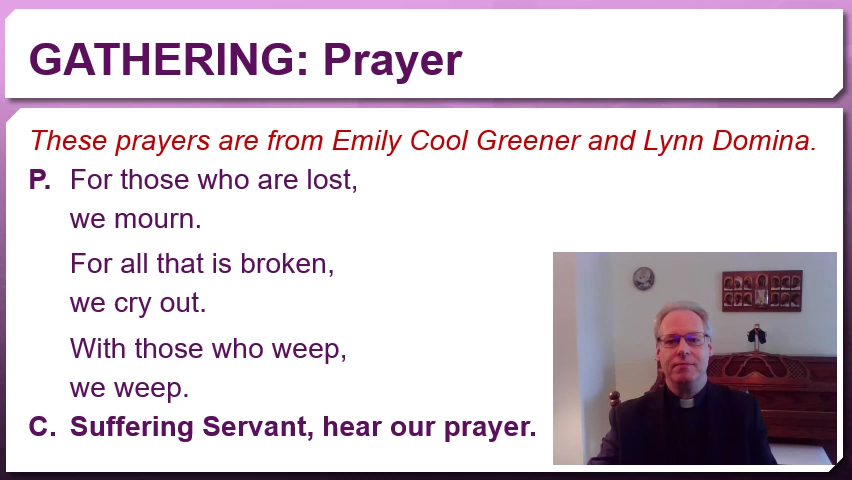 GATHERING: Prayer
These prayers are from Emily Cool Greener and Lynn Domina.
P. For those who are lost,
we mourn.
For all that is broken,
we cry out.
With those who weep,
we weep.
C. Suffering Servant, hear our prayer.